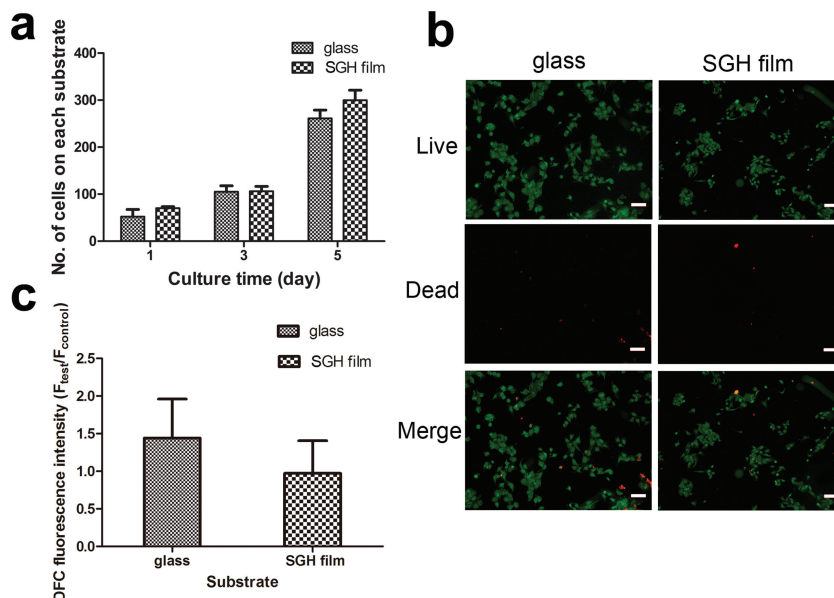 a
No. of cells on each substrate
400
300
200
100
0
glass
SGH film
1
3
5
Culture time (day)
b
glass
SGH film
Live
Dead
Merge
c
DFC fluorescence intensity (Ftest/Fcontrol)
2.5
2.0
1.5
1.0
0.5
0.0
glass
SGH film
glass
SGH film
Substrate